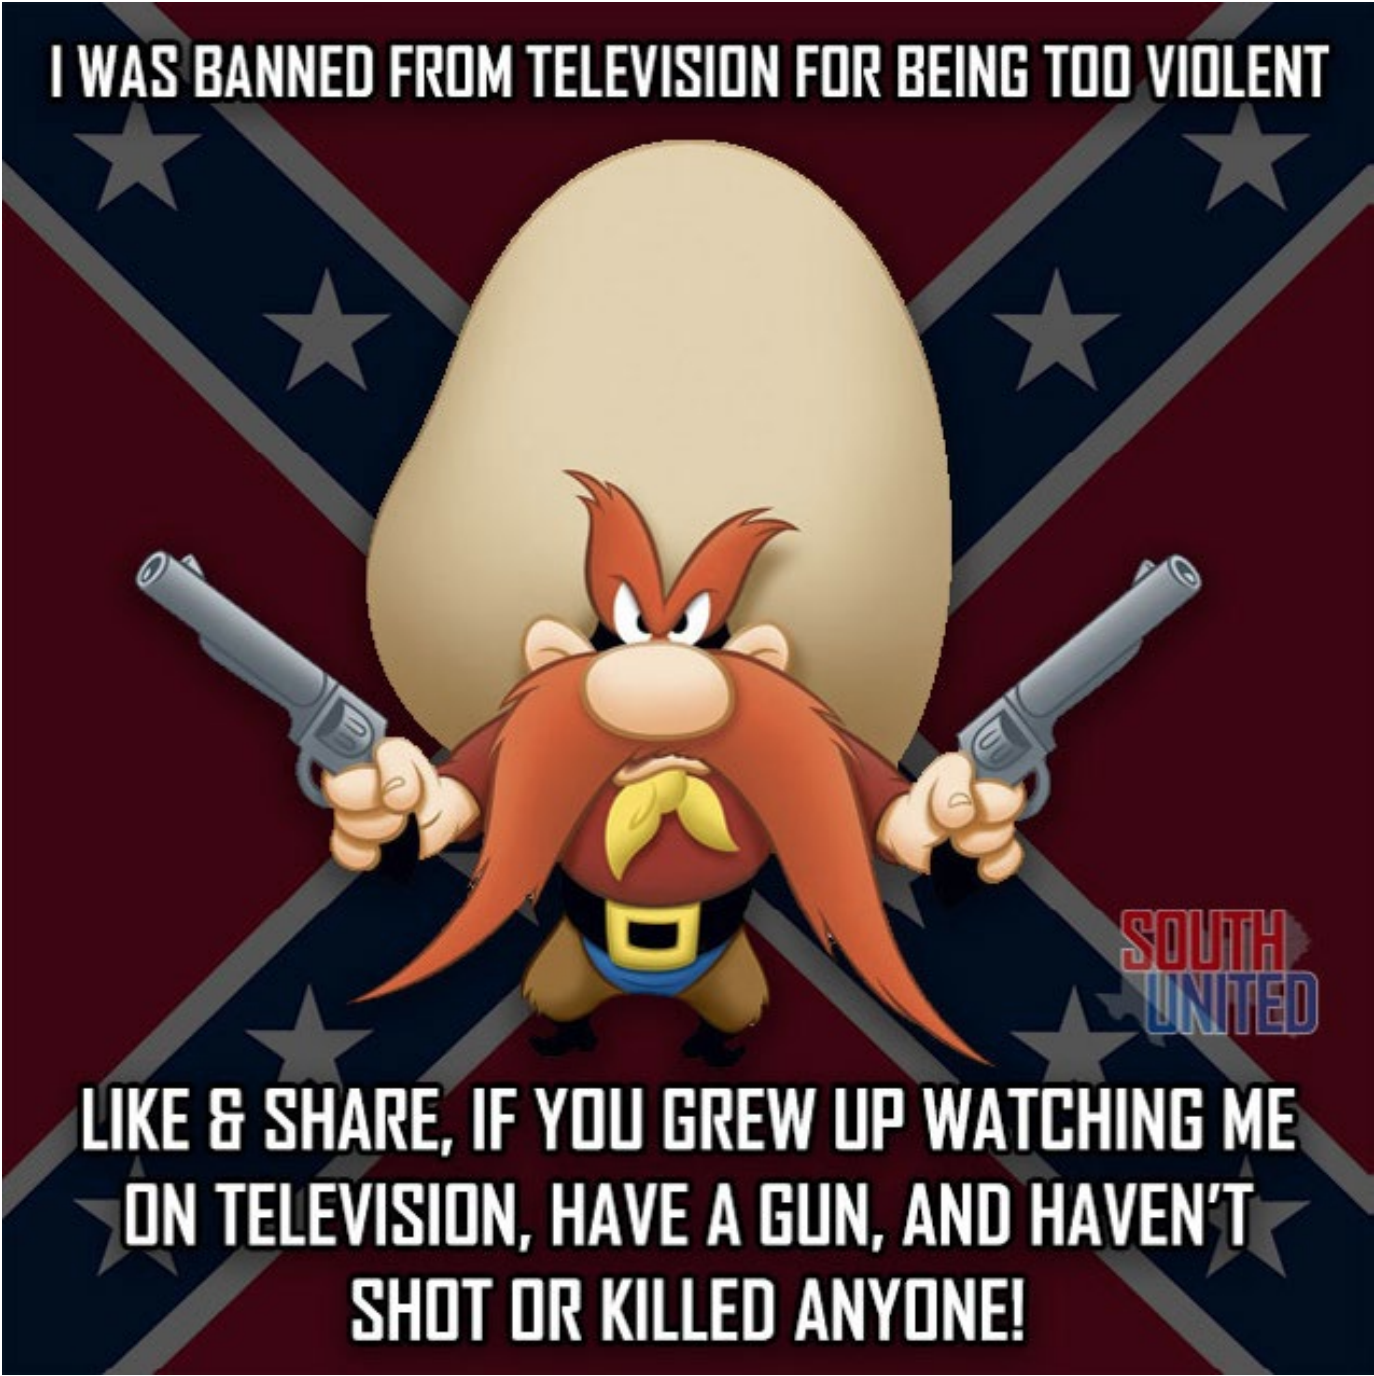 I WAS BANNED FROM TELEVISION FOR BEING TOO VIOLENT
SOUTH
UNITED
LIKE & SHARE, IF YOU GREW UP WATCHING ME
ON TELEVISION, HAVE A GUN, AND HAVEN'T
SHOT OR KILLED ANYONE!